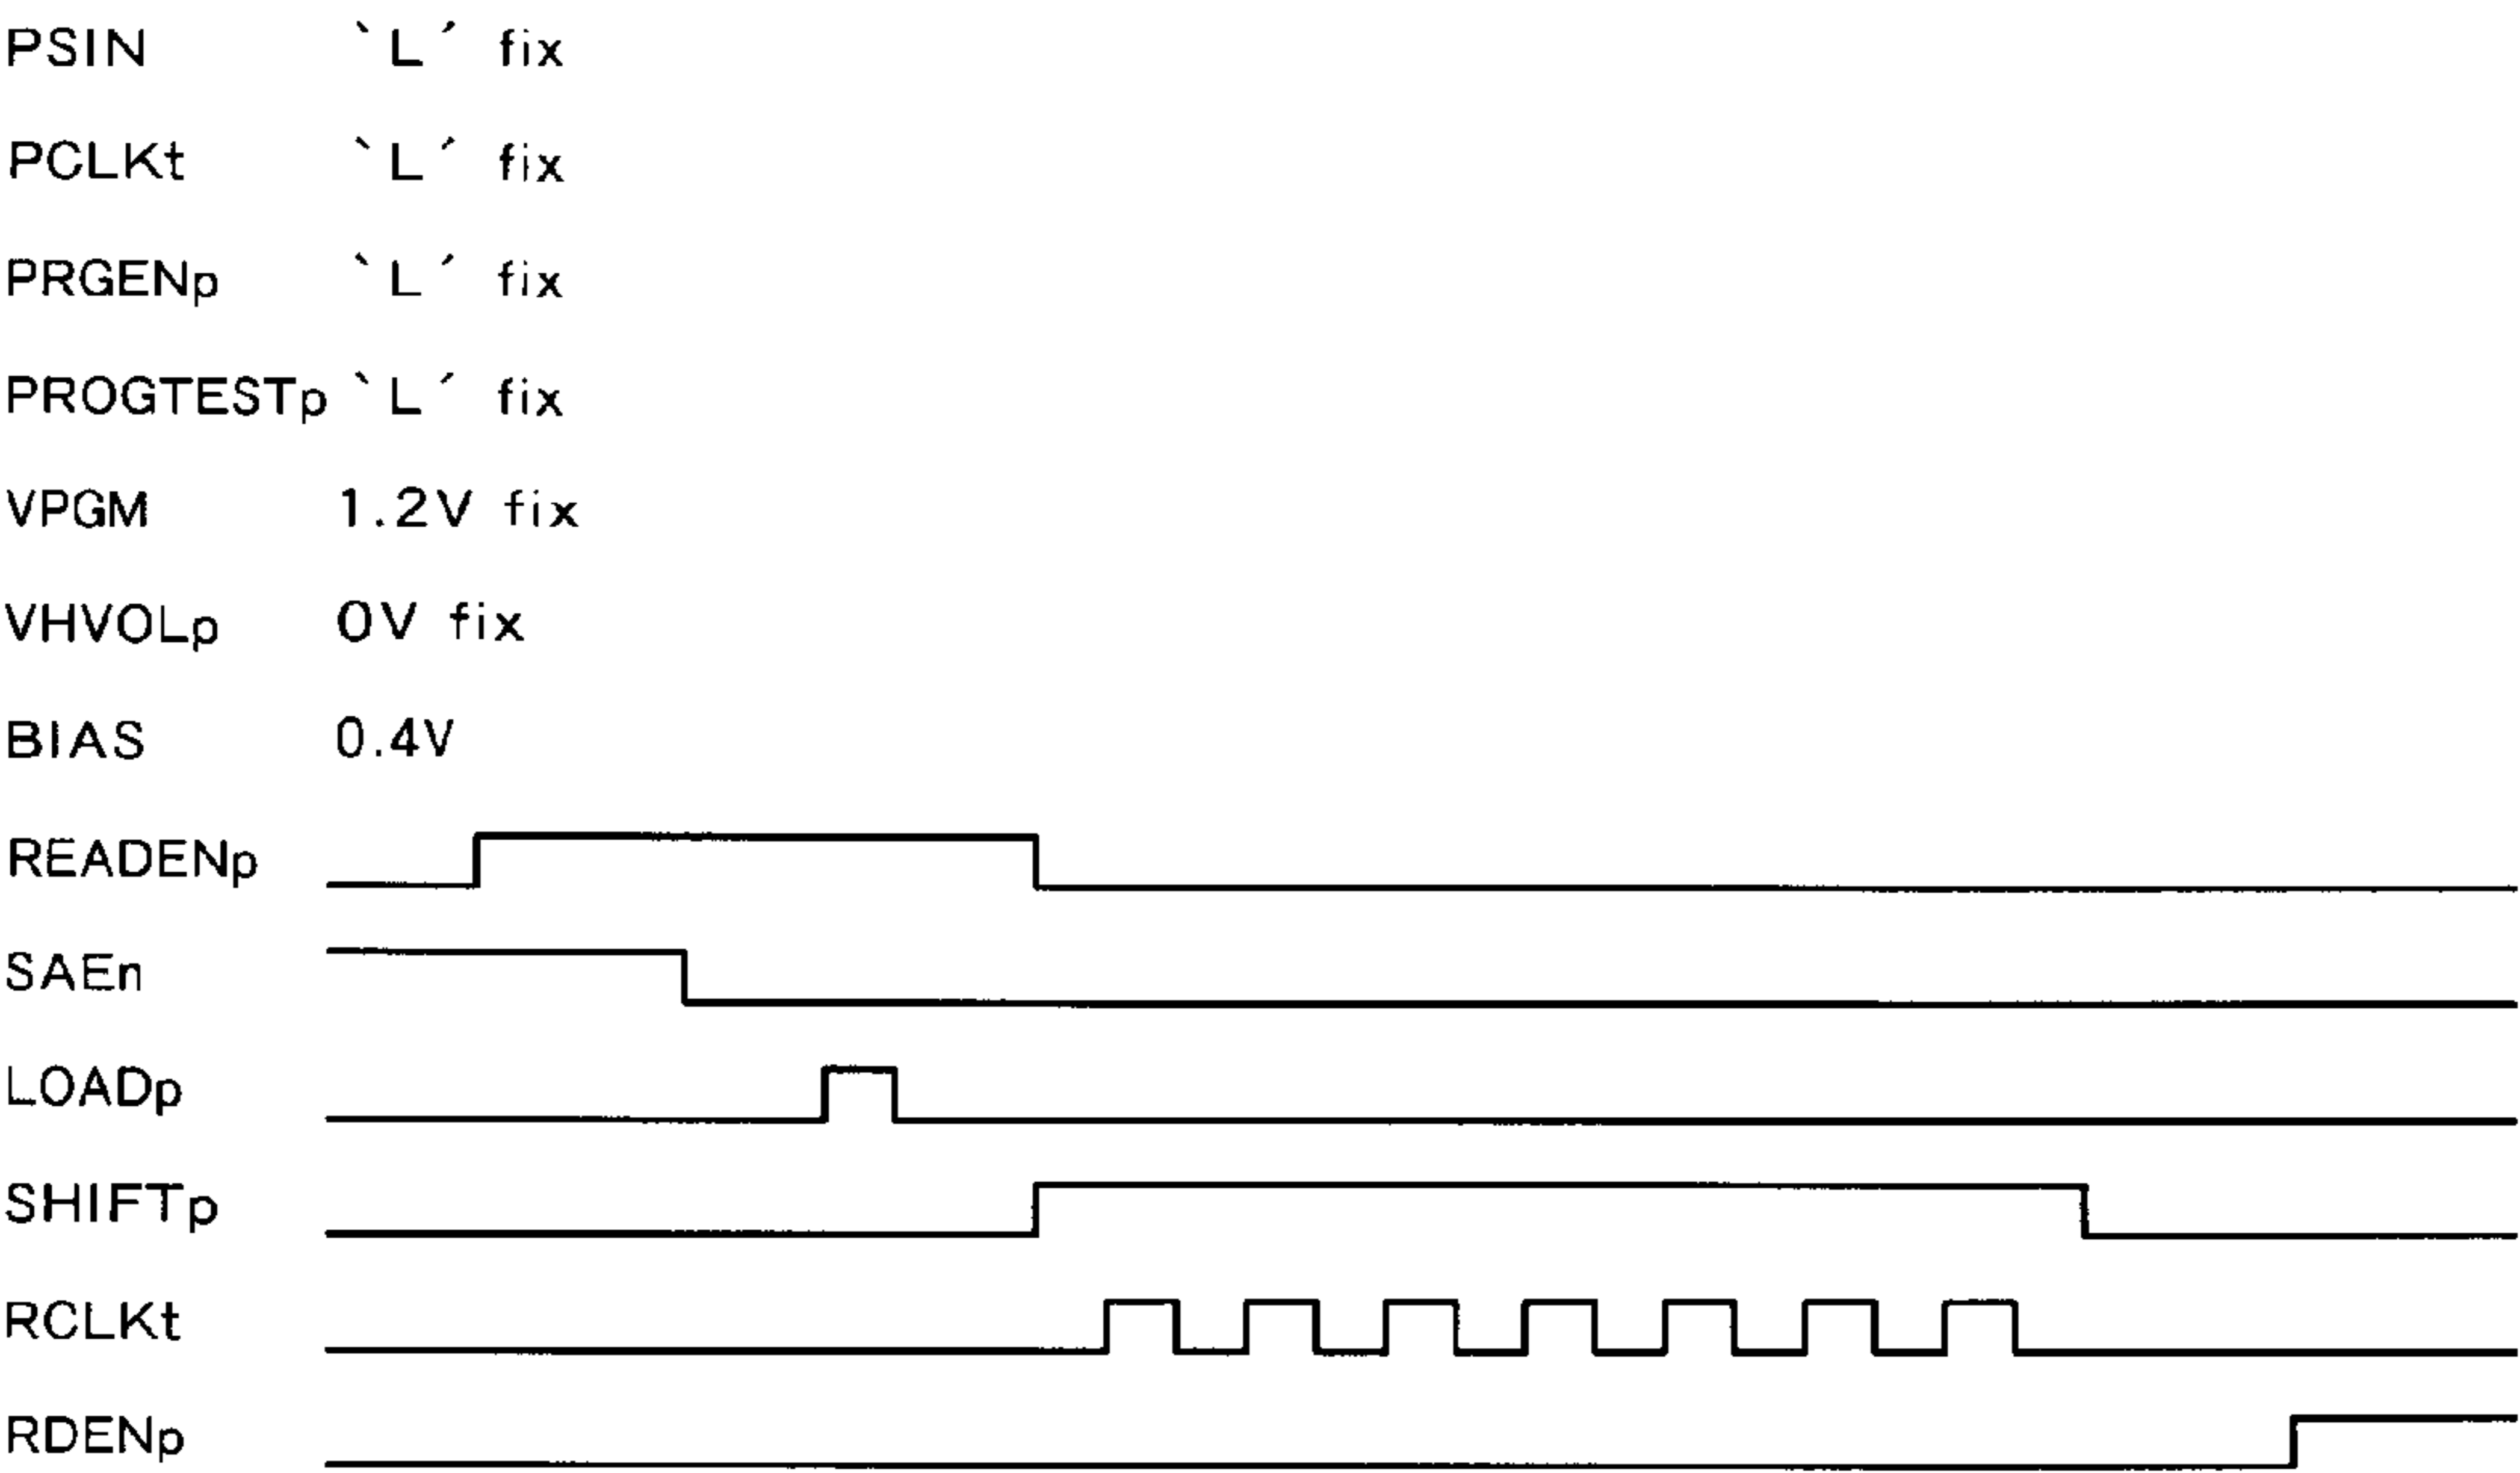 PSIN `L´ fix
PCLKt `L´ fix
PRGENp `L´ fix
PROGTESTp `L´ fix
VPGM 1.2V fix
VHVOLp 0V fix
BIAS 0.4V
READENp
SAEn
LOADp
SHIFTp
RCLKt
RDENp